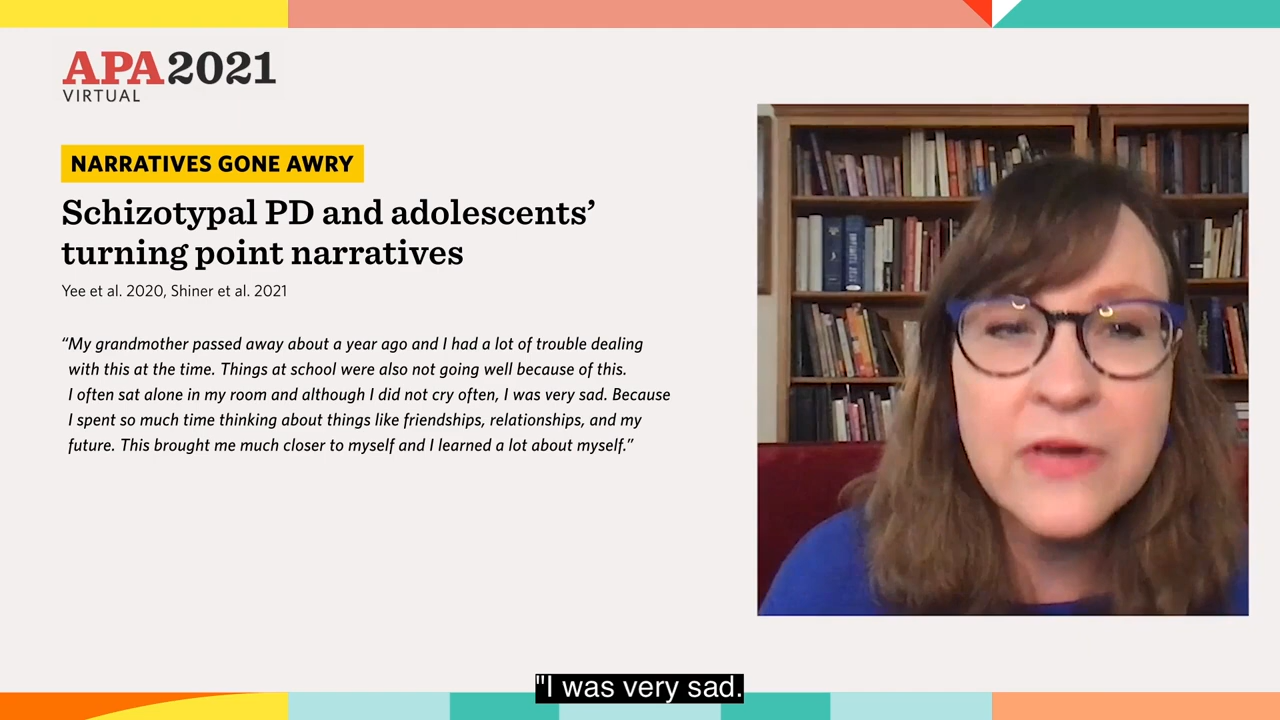 APA2021
VIRTUAL
NARRATIVES GONE AWRY
Schizotypal PD and adolescents’
turning point narratives
Yee et al. 2020, Shiner et al. 2021
“My grandmother passed away about a year ago and I had a lot of trouble dealing
with this at the time. Things at school were also not going well because of this.
I often sat alone in my room and although I did not cry often, I was very sad. Because
I spent so much time thinking about things like friendships, relationships, and my
future. This brought me much closer to myself and I learned a lot about myself.”
"I was very sad.